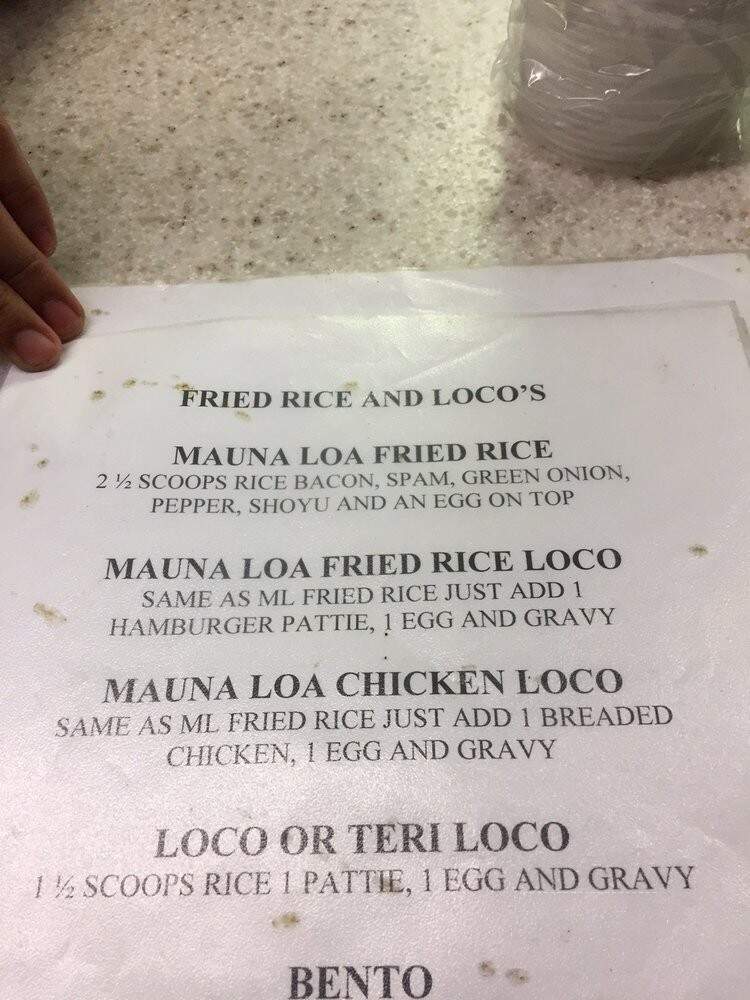 FRIED RICE AND LOCO'S
MAUNA LOA FRIED RICE
2 ½ SCOOPS RICE BACON, SPAM, GREEN ONION,
PEPPER, SHOYU AND AN EGG ON TOP
MAUNA LOA FRIED RICE LOCO
SAME AS ML FRIED RICE JUST ADD 1
HAMBURGER PATTIE, 1 EGG AND GRAVY
MAUNA LOA CHICKEN LOCO
SAME AS ML FRIED RICE JUST ADD 1 BREADED
CHICKEN, 1 EGG AND GRAVY
LOCO OR TERI LOCO
1 ½ SCOOPS RICE 1 PATTIE, 1 EGG AND GRAVY
BENTO